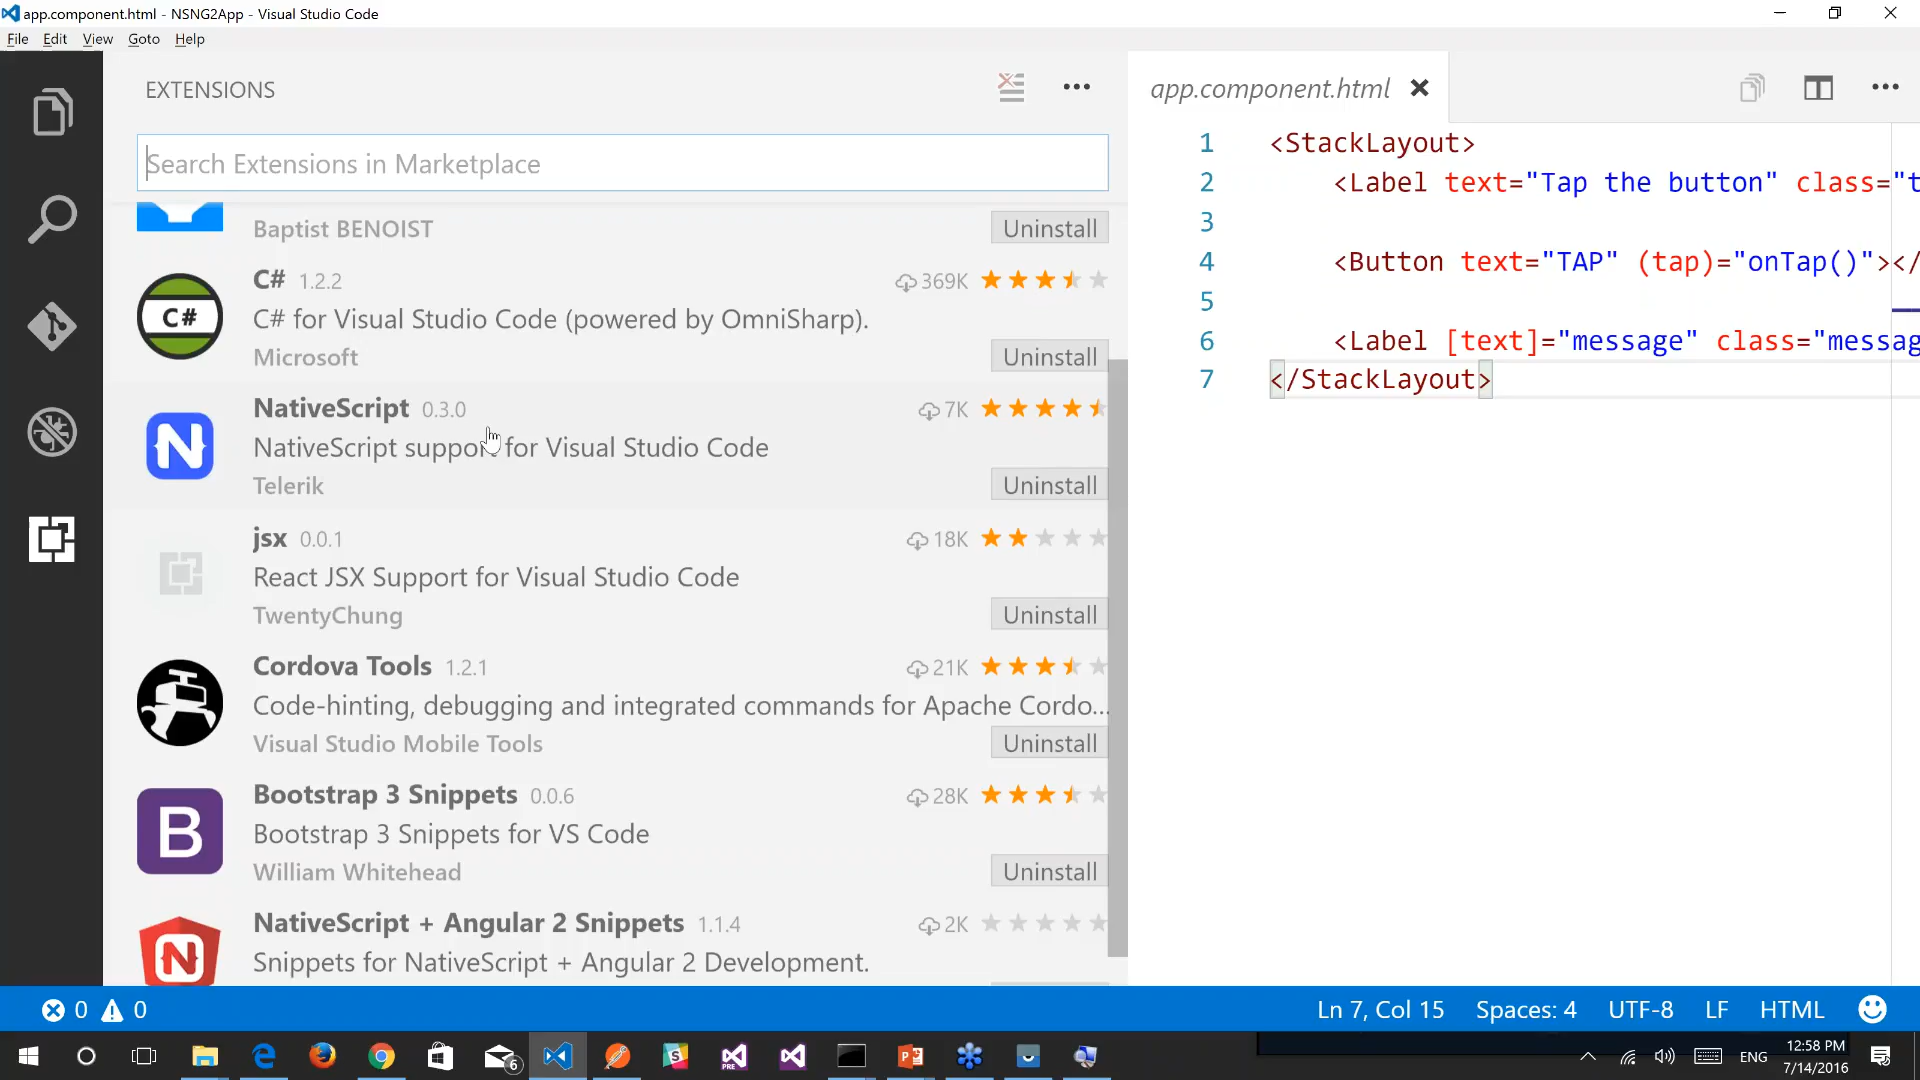 app.component.html - NSNG2App - Visual Studio Code
File Edit View Goto Help
EXTENSIONS
Search Extensions in Marketplace
Baptist BENOIST
Uninstall
C# 1.2.2
369K
C#
C# for Visual Studio Code (powered by OmniSharp).
Microsoft
Uninstall
NativeScript 0.3.0
7K
N
NativeScript support for Visual Studio Code
Telerik
Uninstall
jsx 0.0.1
18K
React JSX Support for Visual Studio Code
TwentyChung
Uninstall
Cordova Tools 1.2.1
21K
Code-hinting, debugging and integrated commands for Apache Cordo...
Visual Studio Mobile Tools
Uninstall
Bootstrap 3 Snippets 0.0.6
28K
B
Bootstrap 3 Snippets for VS Code
William Whitehead
Uninstall
NativeScript + Angular 2 Snippets 1.1.4
2K
N
Snippets for NativeScript + Angular 2 Development.
app.component.html
1 <StackLayout>
2 <Label text="Tap the button" class="t
3
4 <Button text="TAP" (tap)="onTap()"></
5
6 <Label [text]="message" class="messag
7 </StackLayout>
0 0
Ln 7, Col 15 Spaces: 4 UTF-8 LF HTML
6
PRE
ENG
12:58 PM
7/14/2016